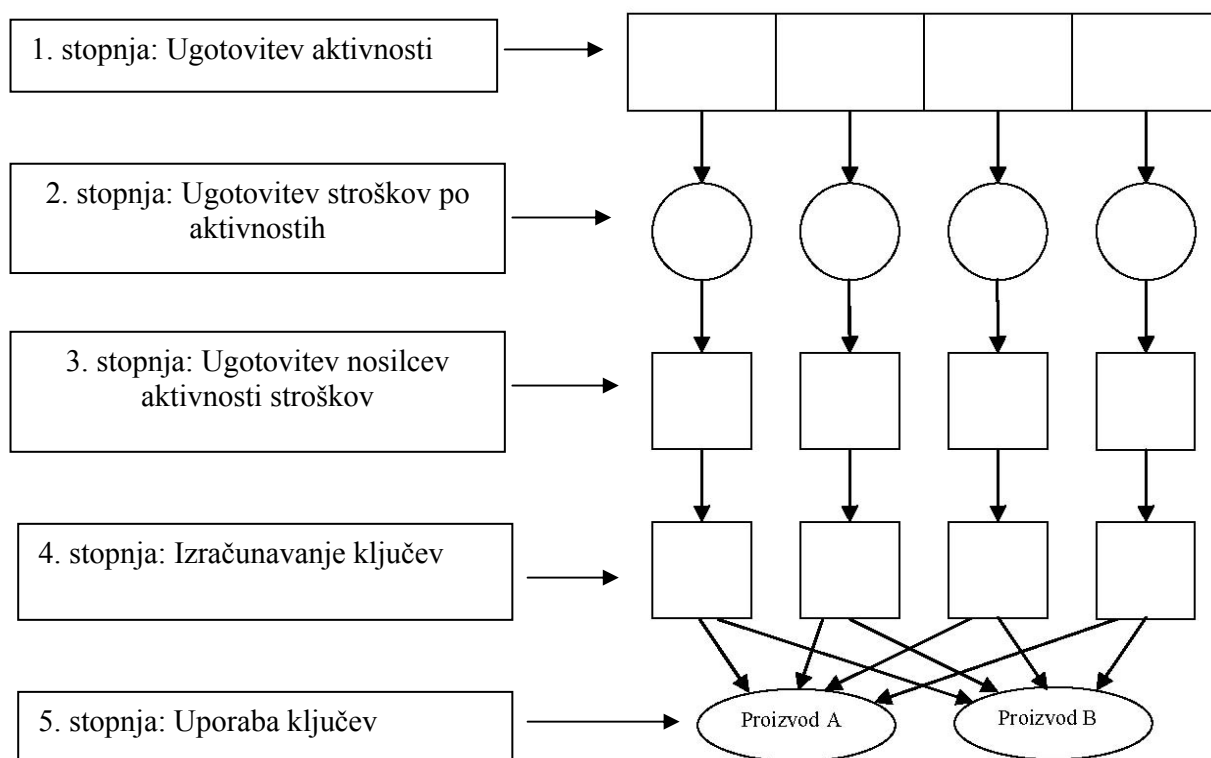 1. stopnja: Ugotovitev aktivnosti
2. stopnja: Ugotovitev stroškov po
aktivnostih
3. stopnja: Ugotovitev nosilcev
aktivnosti stroškov
4. stopnja: Izračunavanje ključev
5. stopnja: Uporaba ključev
Proizvod A
Proizvod B